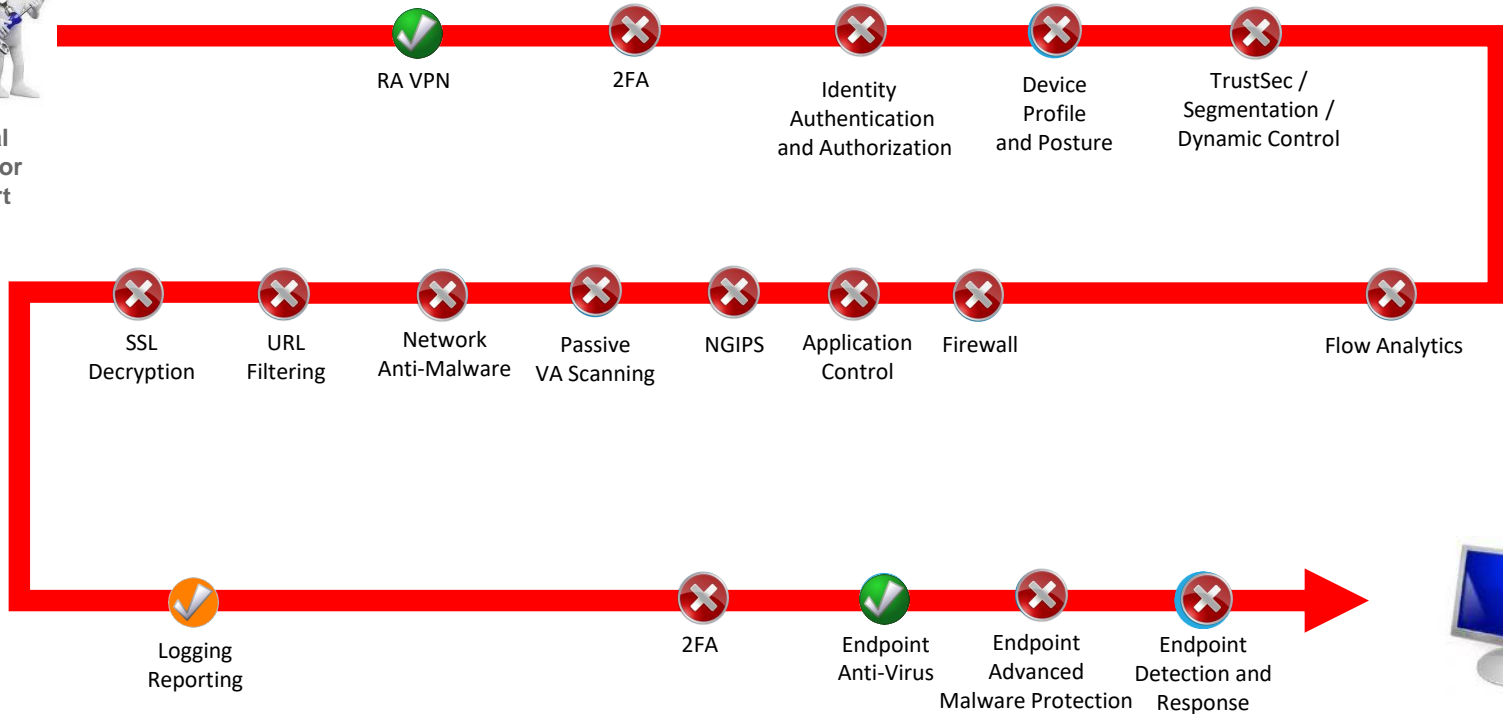 RA VPN
2FA
Identity
Authentication
and Authorization
Device
Profile
and Posture
TrustSec /
Segmentation /
Dynamic Control
SSL
Decryption
URL
Filtering
Network
Anti-Malware
Passive
VA Scanning
NGIPS
Application
Control
Firewall
Flow Analytics
Logging
Reporting
2FA
Endpoint
Anti-Virus
Endpoint
Advanced
Malware Protection
Endpoint
Detection and
Response